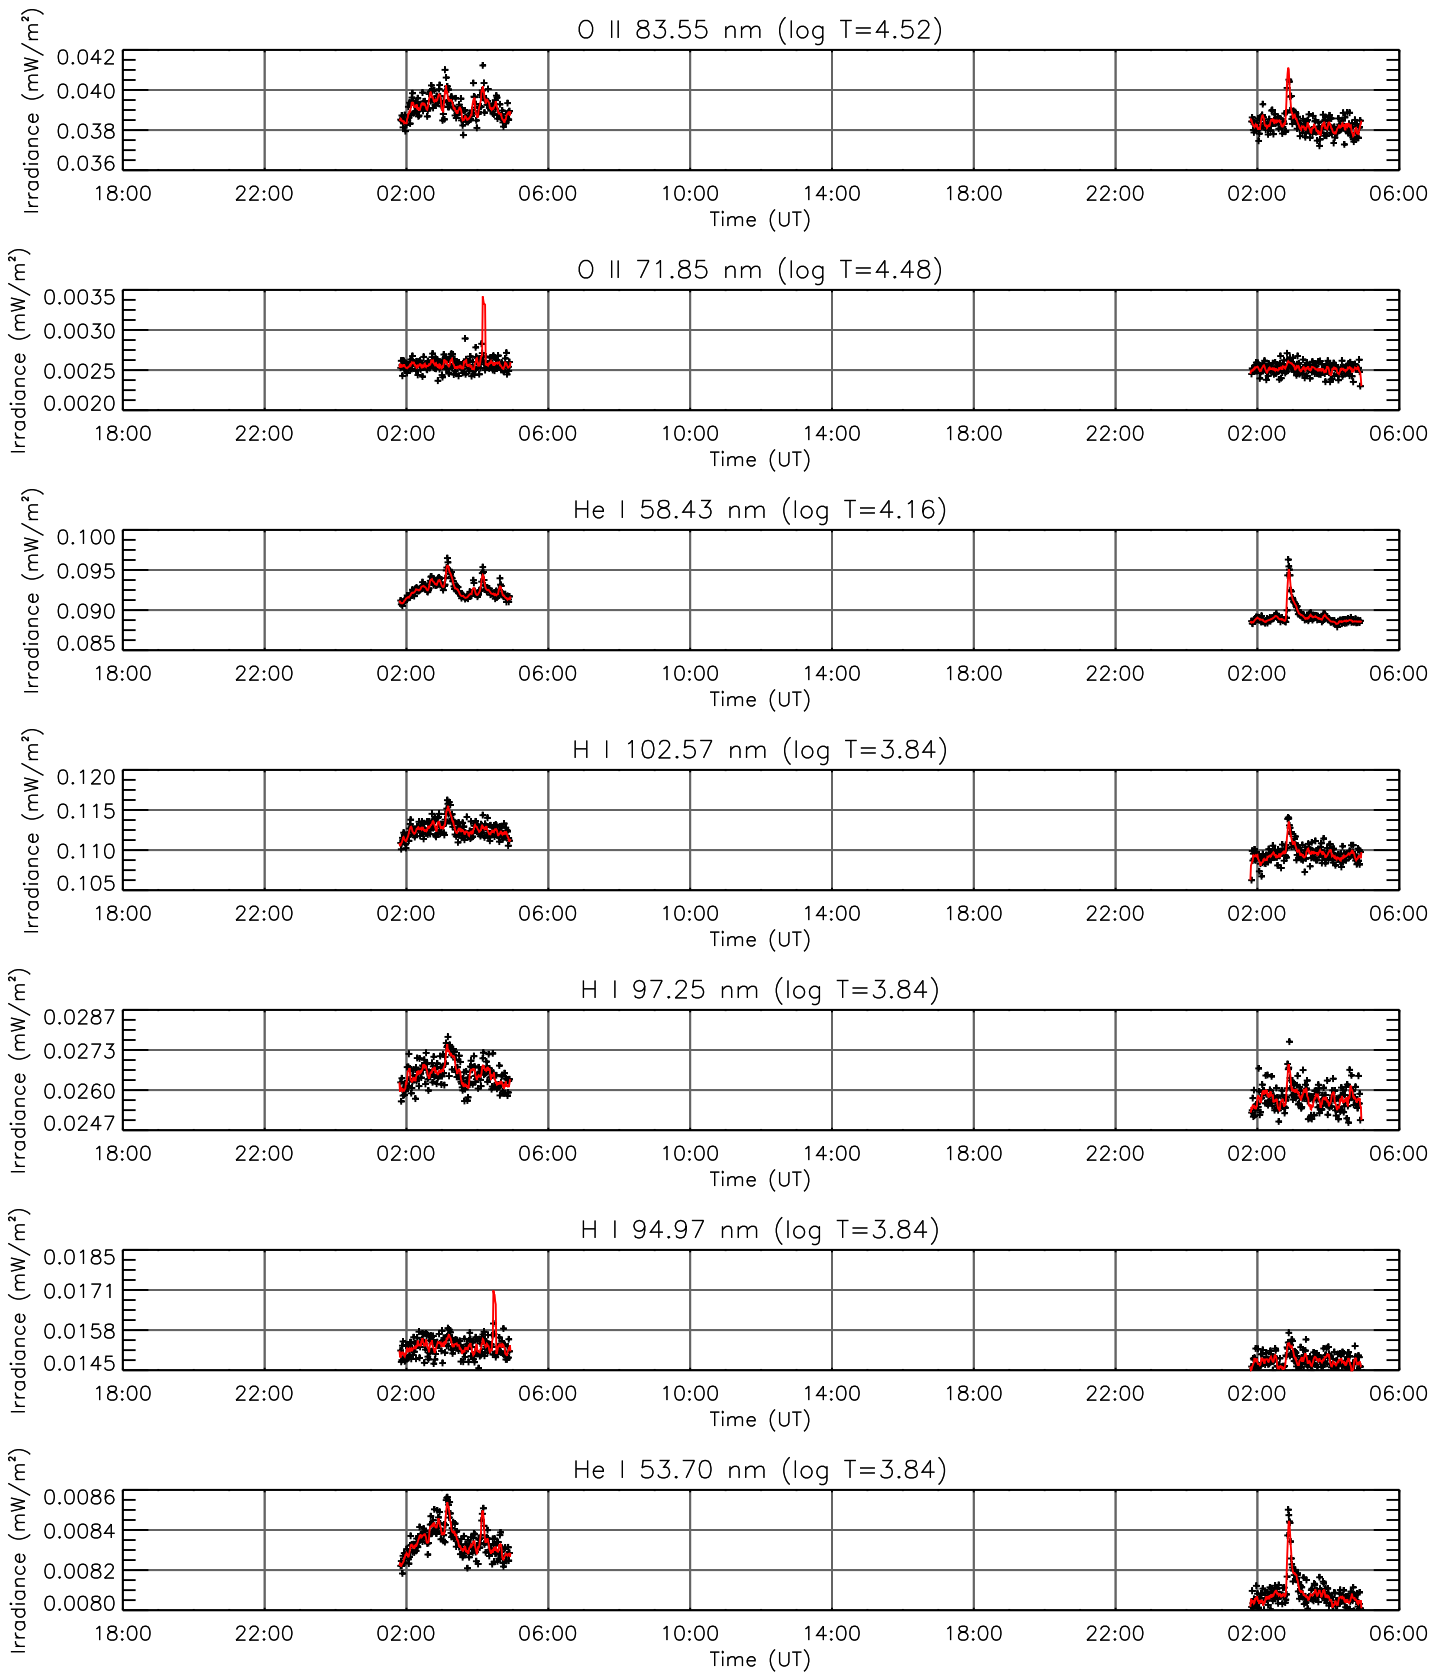 O II 83.55 nm (log T=4.52)
Irradiance (mW/m²)
0.042
0.040
0.038
0.036
18:00 22:00 02:00 06:00 10:00 14:00 18:00 22:00 02:00 06:00
Time (UT)
O II 71.85 nm (log T=4.48)
Irradiance (mW/m²)
0.0035
0.0030
0.0025
0.0020
18:00 22:00 02:00 06:00 10:00 14:00 18:00 22:00 02:00 06:00
Time (UT)
He I 58.43 nm (log T=4.16)
Irradiance (mW/m²)
0.100
0.095
0.090
0.085
18:00 22:00 02:00 06:00 10:00 14:00 18:00 22:00 02:00 06:00
Time (UT)
H I 102.57 nm (log T=3.84)
Irradiance (mW/m²)
0.120
0.115
0.110
0.105
18:00 22:00 02:00 06:00 10:00 14:00 18:00 22:00 02:00 06:00
Time (UT)
H I 97.25 nm (log T=3.84)
Irradiance (mW/m²)
0.0287
0.0273
0.0260
0.0247
18:00 22:00 02:00 06:00 10:00 14:00 18:00 22:00 02:00 06:00
Time (UT)
H I 94.97 nm (log T=3.84)
Irradiance (mW/m²)
0.0185
0.0171
0.0158
0.0145
18:00 22:00 02:00 06:00 10:00 14:00 18:00 22:00 02:00 06:00
Time (UT)
He I 53.70 nm (log T=3.84)
Irradiance (mW/m²)
0.0086
0.0084
0.0082
0.0080
18:00 22:00 02:00 06:00 10:00 14:00 18:00 22:00 02:00 06:00
Time (UT)